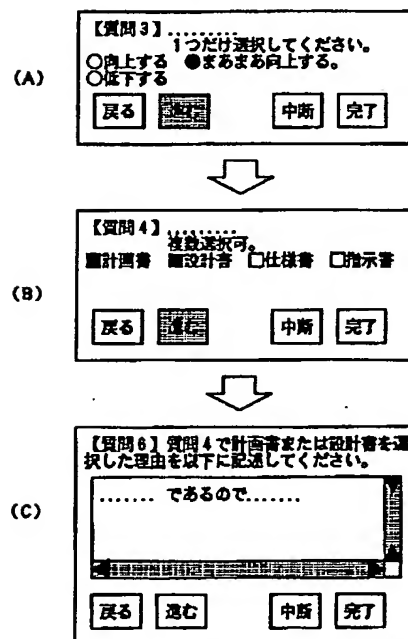 【質問3】..........
1つだけ選択してください。
○向上する ●まあまあ向上する。
○低下する
(A)
戻る 進む 中断 完了
【質問4】.........
複数選択可。
■計画書 ■設計書 □仕様書 □指示書
(B)
戻る 進む 中断 完了
【質問6】質問4で計画書または設計書を選
択した理由を以下に記述してください。
(C)
....... であるので.......
戻る 進む 中断 完了